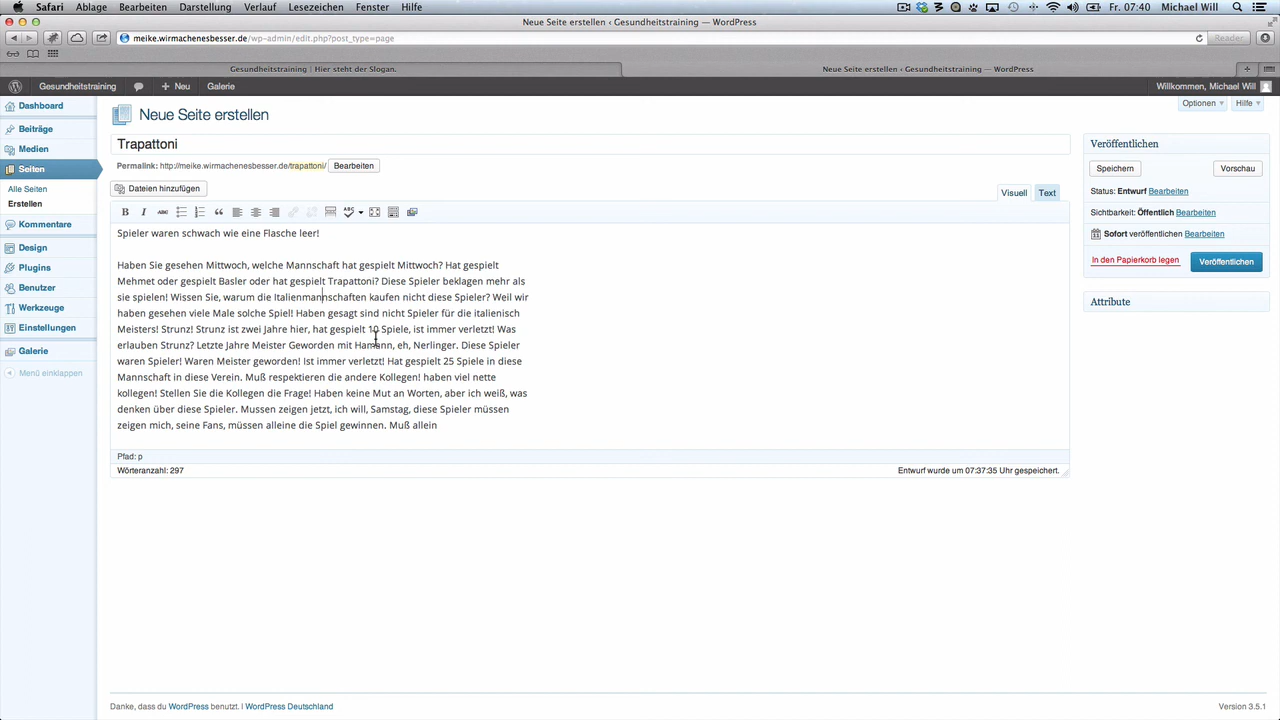 Safari Ablage Bearbeiten Darstellung Verlauf Lesezeichen Fenster Hilfe Fr. 07:40 Michael Will
Neue Seite erstellen ‹ Gesundheitstraining — WordPress
meike.wirmachenesbesser.de/wp-admin/edit.php?post_type=page Reader
Gesundheitstraining | Hier steht der Slogan. Neue Seite erstellen ‹ Gesundheitstraining — WordPress
Gesundheitstraining + Neu Galerie Willkommen, Michael Will
Optionen Hilfe
Dashboard
Beiträge
Medien
Seiten
Alle Seiten
Erstellen
Kommentare
Design
Plugins
Benutzer
Werkzeuge
Einstellungen
Galerie
Menü einklappen
Neue Seite erstellen
Trapattoni
Permalink: http://meike.wirmachenesbesser.de/trapattoni/ Bearbeiten
Dateien hinzufügen
Visuell Text
B I ABC ABC
Spieler waren schwach wie eine Flasche leer!
Haben Sie gesehen Mittwoch, welche Mannschaft hat gespielt Mittwoch? Hat gespielt
Mehmet oder gespielt Basler oder hat gespielt Trapattoni? Diese Spieler beklagen mehr als
sie spielen! Wissen Sie, warum die Italienmannschaften kaufen nicht diese Spieler? Weil wir
haben gesehen viele Male solche Spiel! Haben gesagt sind nicht Spieler für die italienisch
Meisters! Strunz! Strunz ist zwei Jahre hier, hat gespielt 10 Spiele, ist immer verletzt! Was
erlauben Strunz? Letzte Jahre Meister Geworden mit Hamann, eh, Nerlinger. Diese Spieler
waren Spieler! Waren Meister geworden! Ist immer verletzt! Hat gespielt 25 Spiele in diese
Mannschaft in diese Verein. Muß respektieren die andere Kollegen! haben viel nette
kollegen! Stellen Sie die Kollegen die Frage! Haben keine Mut an Worten, aber ich weiß, was
denken über diese Spieler. Mussen zeigen jetzt, ich will, Samstag, diese Spieler müssen
zeigen mich, seine Fans, müssen alleine die Spiel gewinnen. Muß allein
Pfad: p
Wörteranzahl: 297 Entwurf wurde um 07:37:35 Uhr gespeichert.
Veröffentlichen
Speichern Vorschau
Status: Entwurf Bearbeiten
Sichtbarkeit: Öffentlich Bearbeiten
Sofort veröffentlichen Bearbeiten
In den Papierkorb legen Veröffentlichen
Attribute
Danke, dass du WordPress benutzt. | WordPress Deutschland Version 3.5.1